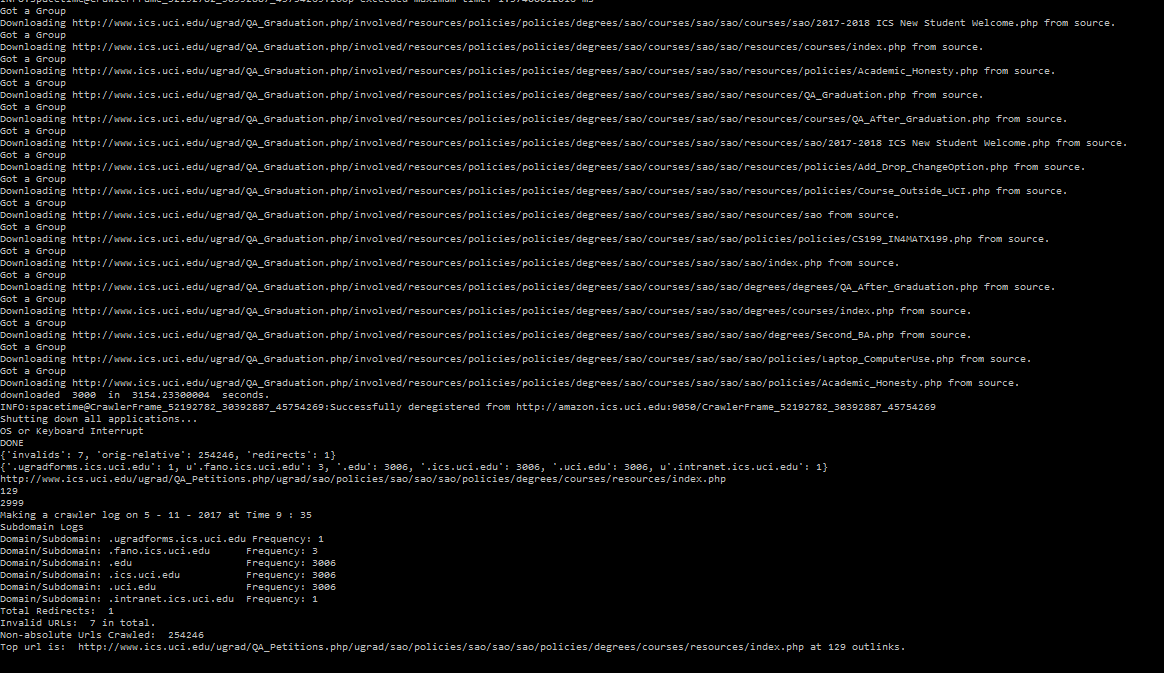 Got a Group
Downloading http://www.ics.uci.edu/ugrad/QA_Graduation.php/involved/resources/policies/policies/degrees/sao/courses/sao/sao/courses/sao/2017-2018 ICS New Student Welcome.php from source.
Got a Group
Downloading http://www.ics.uci.edu/ugrad/QA_Graduation.php/involved/resources/policies/policies/degrees/sao/courses/sao/sao/resources/courses/index.php from source.
Got a Group
Downloading http://www.ics.uci.edu/ugrad/QA_Graduation.php/involved/resources/policies/policies/degrees/sao/courses/sao/sao/resources/policies/Academic_Honesty.php from source.
Got a Group
Downloading http://www.ics.uci.edu/ugrad/QA_Graduation.php/involved/resources/policies/policies/degrees/sao/courses/sao/sao/resources/QA_Graduation.php from source.
Got a Group
Downloading http://www.ics.uci.edu/ugrad/QA_Graduation.php/involved/resources/policies/policies/degrees/sao/courses/sao/sao/resources/courses/QA_After_Graduation.php from source.
Got a Group
Downloading http://www.ics.uci.edu/ugrad/QA_Graduation.php/involved/resources/policies/policies/degrees/sao/courses/sao/sao/resources/sao/2017-2018 ICS New Student Welcome.php from source.
Got a Group
Downloading http://www.ics.uci.edu/ugrad/QA_Graduation.php/involved/resources/policies/policies/degrees/sao/courses/sao/sao/resources/policies/Add_Drop_ChangeOption.php from source.
Got a Group
Downloading http://www.ics.uci.edu/ugrad/QA_Graduation.php/involved/resources/policies/policies/degrees/sao/courses/sao/sao/resources/policies/Course_Outside_UCI.php from source.
Got a Group
Downloading http://www.ics.uci.edu/ugrad/QA_Graduation.php/involved/resources/policies/policies/degrees/sao/courses/sao/sao/resources/sao from source.
Got a Group
Downloading http://www.ics.uci.edu/ugrad/QA_Graduation.php/involved/resources/policies/policies/degrees/sao/courses/sao/sao/policies/policies/CS199_IN4MATX199.php from source.
Got a Group
Downloading http://www.ics.uci.edu/ugrad/QA_Graduation.php/involved/resources/policies/policies/degrees/sao/courses/sao/sao/sao/index.php from source.
Got a Group
Downloading http://www.ics.uci.edu/ugrad/QA_Graduation.php/involved/resources/policies/policies/degrees/sao/courses/sao/sao/degrees/degrees/QA_After_Graduation.php from source.
Got a Group
Downloading http://www.ics.uci.edu/ugrad/QA_Graduation.php/involved/resources/policies/policies/degrees/sao/courses/sao/sao/degrees/courses/index.php from source.
Got a Group
Downloading http://www.ics.uci.edu/ugrad/QA_Graduation.php/involved/resources/policies/policies/degrees/sao/courses/sao/sao/sao/degrees/Second_BA.php from source.
Got a Group
Downloading http://www.ics.uci.edu/ugrad/QA_Graduation.php/involved/resources/policies/policies/degrees/sao/courses/sao/sao/sao/policies/Laptop_ComputerUse.php from source.
Got a Group
Downloading http://www.ics.uci.edu/ugrad/QA_Graduation.php/involved/resources/policies/policies/degrees/sao/courses/sao/sao/sao/policies/Academic_Honesty.php from source.
downloaded 3000 in 3154.23300004 seconds.
INFO:spacetime@CrawlerFrame_52192782_30392887_45754269:Successfully deregistered from http://amazon.ics.uci.edu:9050/CrawlerFrame_52192782_30392887_45754269
Shutting down all applications...
OS or Keyboard Interrupt
DONE
{'invalids': 7, 'orig-relative': 254246, 'redirects': 1}
{'.ugradforms.ics.uci.edu': 1, u'.fano.ics.uci.edu': 3, '.edu': 3006, '.ics.uci.edu': 3006, '.uci.edu': 3006, u'.intranet.ics.uci.edu': 1}
http://www.ics.uci.edu/ugrad/QA_Petitions.php/ugrad/sao/policies/sao/sao/sao/policies/degrees/courses/resources/index.php
129
2999
Making a crawler log on 5 - 11 - 2017 at Time 9 : 35
Subdomain Logs
Domain/Subdomain: .ugradforms.ics.uci.edu Frequency: 1
Domain/Subdomain: .fano.ics.uci.edu Frequency: 3
Domain/Subdomain: .edu Frequency: 3006
Domain/Subdomain: .ics.uci.edu Frequency: 3006
Domain/Subdomain: .uci.edu Frequency: 3006
Domain/Subdomain: .intranet.ics.uci.edu Frequency: 1
Total Redirects: 1
Invalid URLs: 7 in total.
Non-absolute Urls Crawled: 254246
Top url is: http://www.ics.uci.edu/ugrad/QA_Petitions.php/ugrad/sao/policies/sao/sao/sao/policies/degrees/courses/resources/index.php at 129 outlinks.